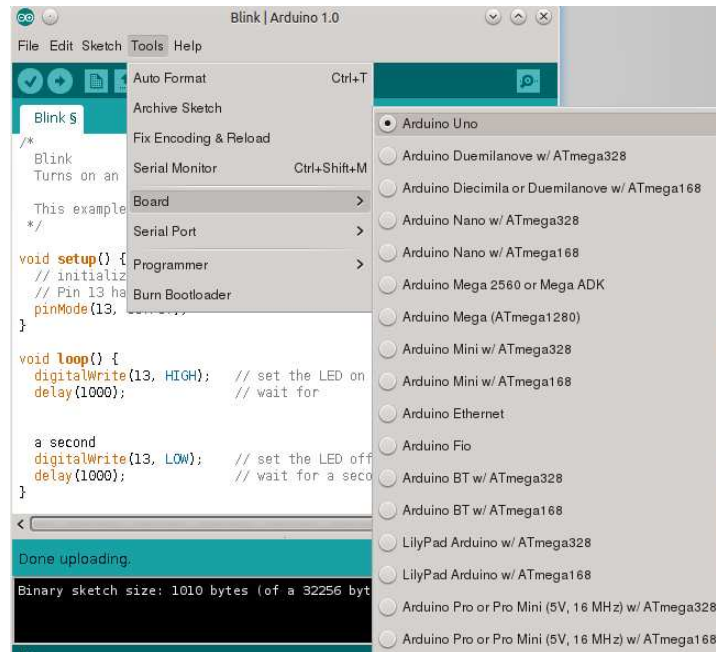 Blink | Arduino 1.0
File Edit Sketch Tools Help
Auto Format Ctrl+T
Archive Sketch
Fix Encoding & Reload
Serial Monitor Ctrl+Shift+M
Board >
Serial Port >
Programmer >
Burn Bootloader
Arduino Uno
Arduino Duemilanove w/ ATmega328
Arduino Diecimila or Duemilanove w/ ATmega168
Arduino Nano w/ ATmega328
Arduino Nano w/ ATmega168
Arduino Mega 2560 or Mega ADK
Arduino Mega (ATmega1280)
Arduino Mini w/ ATmega328
Arduino Mini w/ ATmega168
Arduino Ethernet
Arduino Fio
Arduino BT w/ ATmega328
Arduino BT w/ ATmega168
LilyPad Arduino w/ ATmega328
LilyPad Arduino w/ ATmega168
Arduino Pro or Pro Mini (5V, 16 MHz) w/ ATmega328
Arduino Pro or Pro Mini (5V, 16 MHz) w/ ATmega168
Blink §
/*
Blink
Turns on an
This example
*/
void setup() {
// initializ
// Pin 13 ha
pinMode(13,
}
void loop() {
digitalWrite(13, HIGH); // set the LED on
delay(1000); // wait for
a second
digitalWrite(13, LOW); // set the LED off
delay(1000); // wait for a seco
}
Done uploading.
Binary sketch size: 1010 bytes (of a 32256 byt